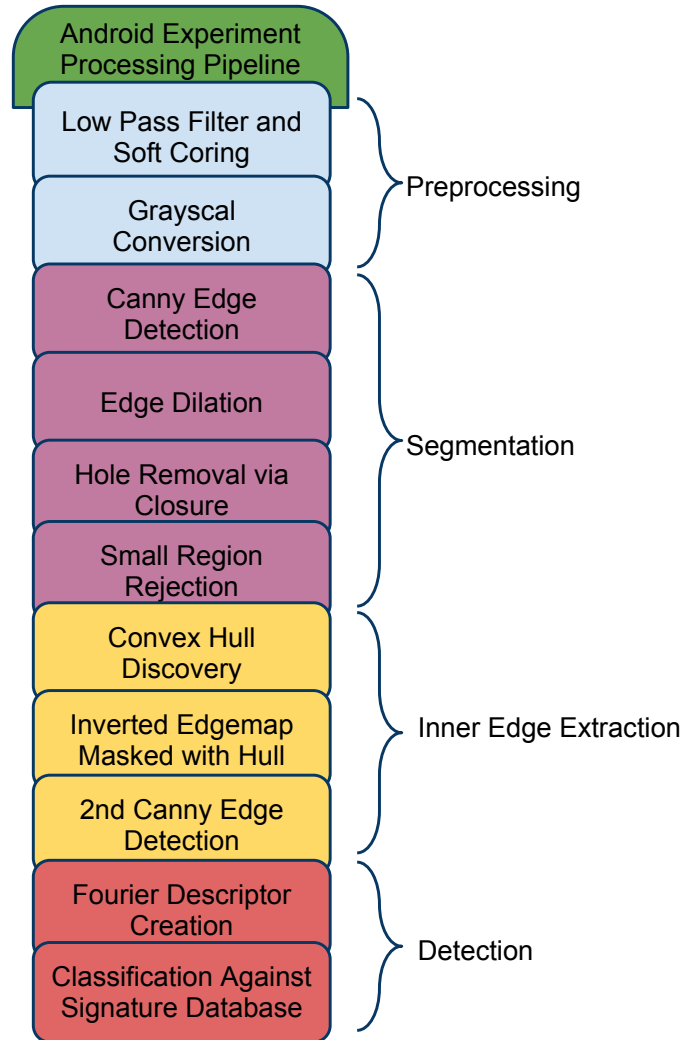 Android Experiment
Processing Pipeline
Low Pass Filter and
Soft Coring
Grayscal
Conversion
Preprocessing
Canny Edge
Detection
Edge Dilation
Hole Removal via
Closure
Small Region
Rejection
Segmentation
Convex Hull
Discovery
Inverted Edgemap
Masked with Hull
2nd Canny Edge
Detection
Inner Edge Extraction
Fourier Descriptor
Creation
Classification Against
Signature Database
Detection